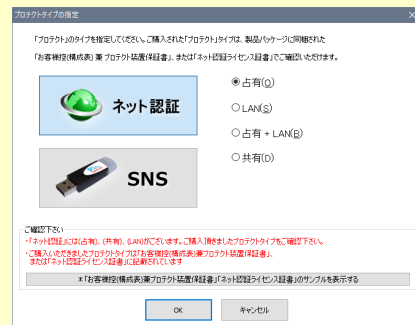 プロテクトタイプの指定
「プロテクト」のタイプを指定してください。ご購入された「プロテクト」タイプは、製品パッケージに同梱された
「お客様控(構成表) 兼 プロテクト装置保証書」、または「ネット認証ライセンス証書」でご確認いただけます。
ネット認証
SNS
占有(O)
LAN(S)
占有 + LAN(B)
共有(D)
ご確認下さい
・「ネット認証」には(占有)、(共有)、(LAN)がございます。ご購入頂きましたプロテクトタイプをご確認下さい。
・ご購入いただきましたプロテクトタイプは「お客様控(構成表)兼プロテクト装置保証書」、
または「ネット認証ライセンス証書」に記載されています
※「お客様控(構成表)兼プロテクト装置保証書」「ネット認証ライセンス証書」のサンプルを表示する
OK
キャンセル